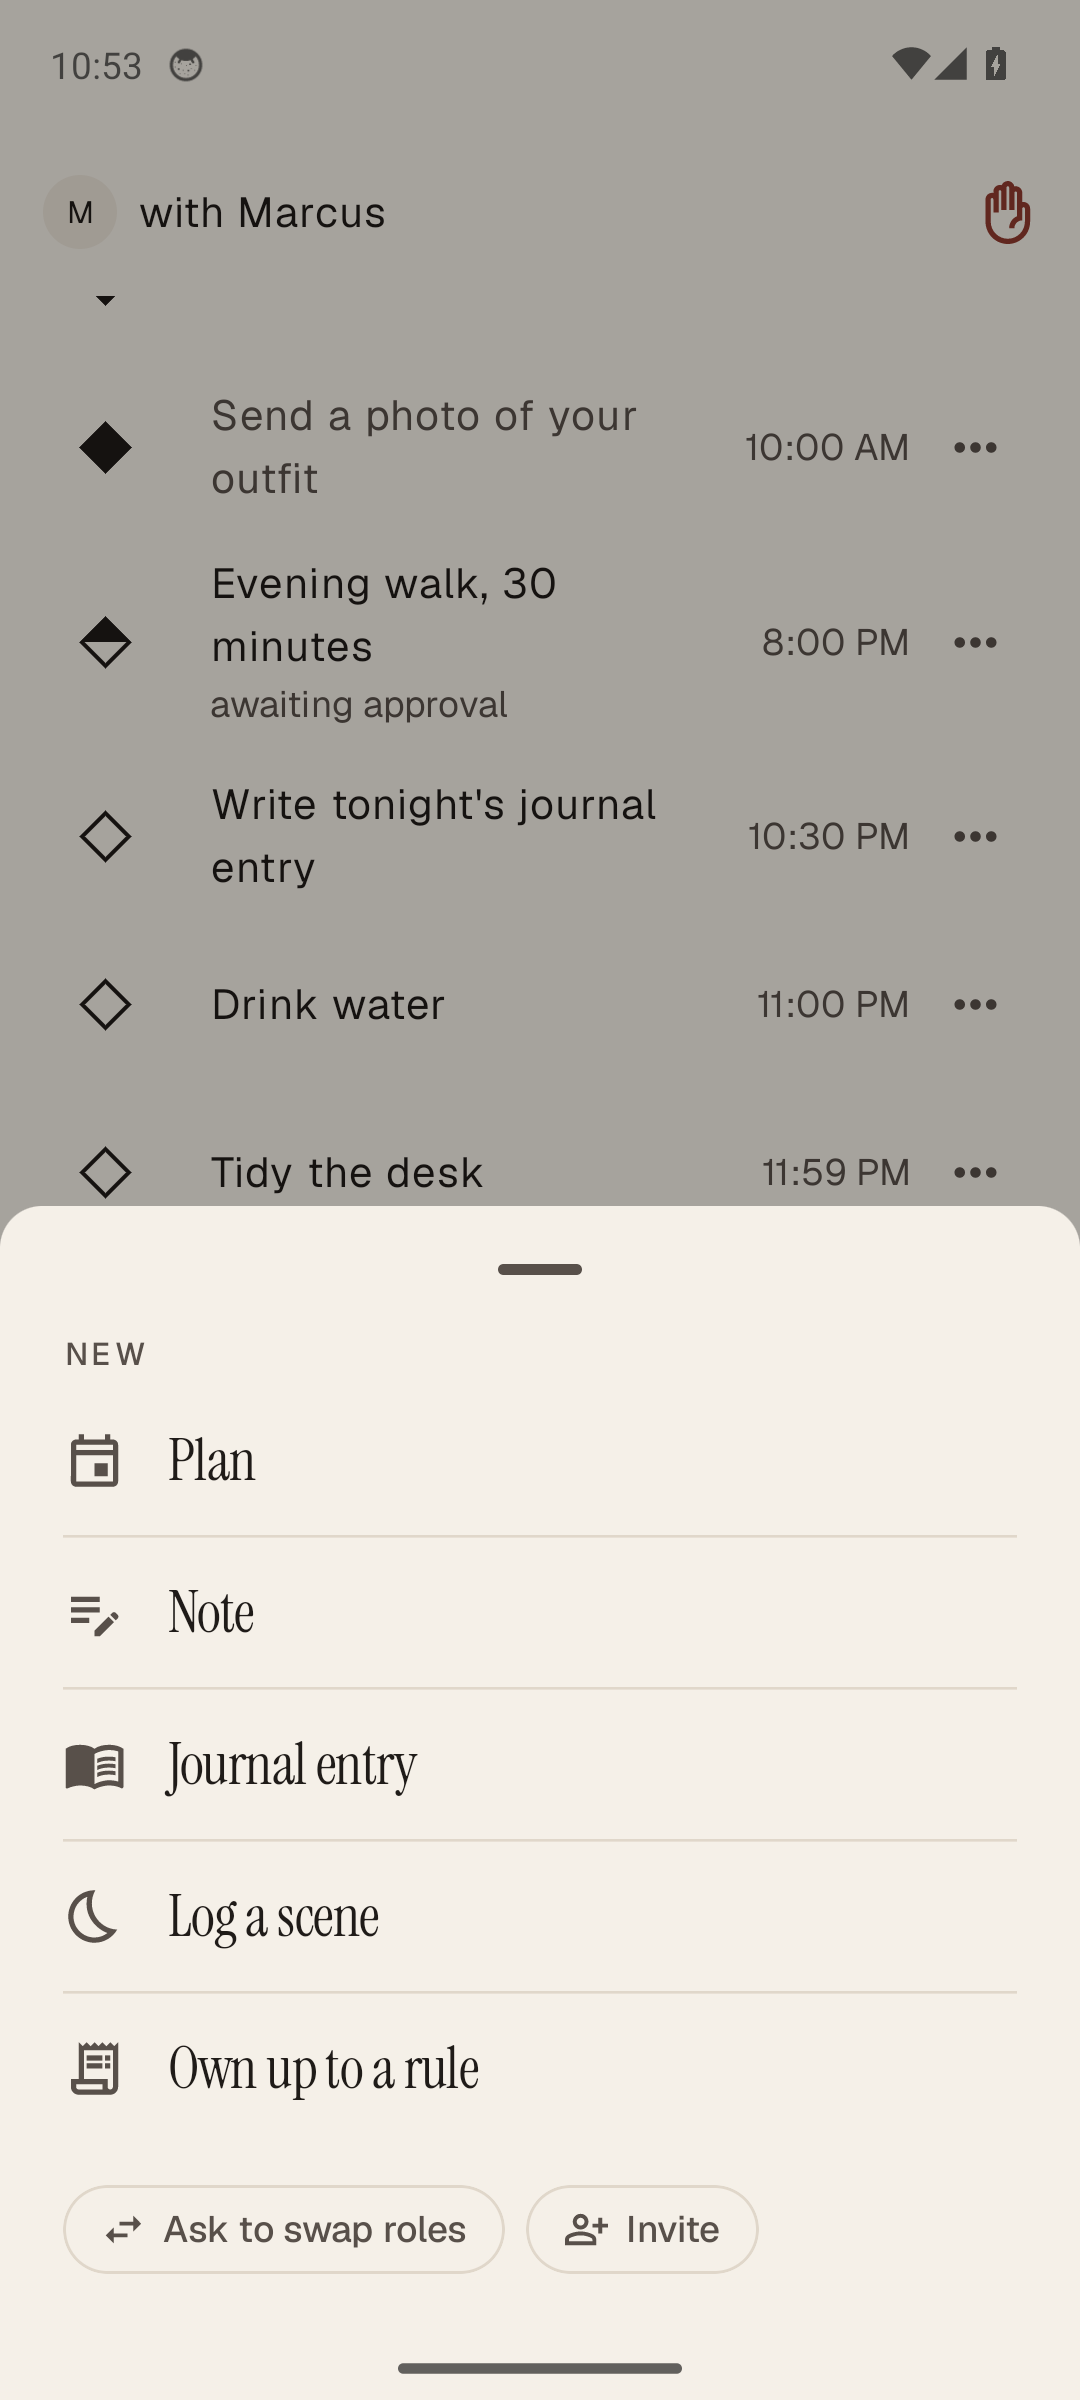 10:53
M with Marcus
Send a photo of your
outfit
10:00 AM
Evening walk, 30
minutes
awaiting approval
8:00 PM
Write tonight's journal
entry
10:30 PM
Drink water
11:00 PM
Tidy the desk
11:59 PM
NEW
Plan
Note
Journal entry
Log a scene
Own up to a rule
Ask to swap roles
Invite